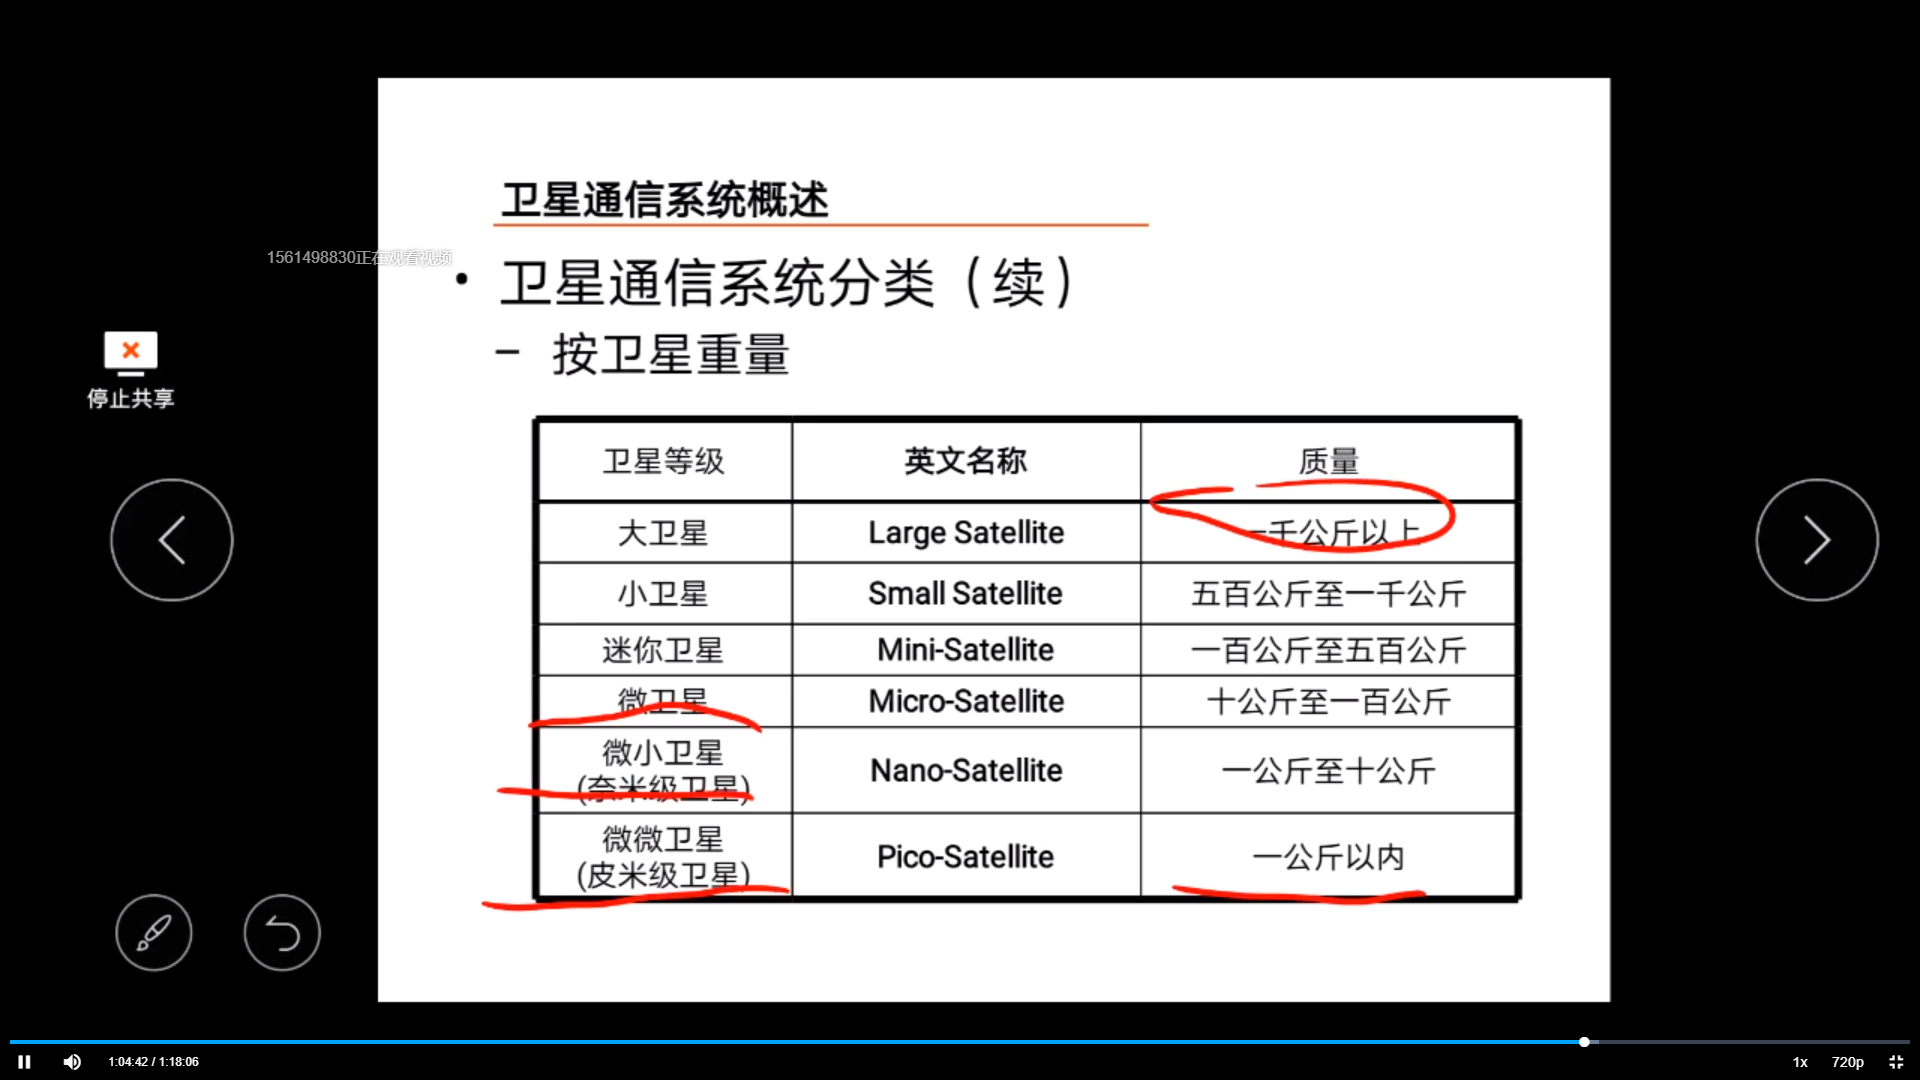 卫星通信系统概述
1561498830正在观看视频
• 卫星通信系统分类（续）
– 按卫星重量
停止共享
卫星等级 英文名称 质量
大卫星 Large Satellite 一千公斤以上
小卫星 Small Satellite 五百公斤至一千公斤
迷你卫星 Mini-Satellite 一百公斤至五百公斤
微卫星 Micro-Satellite 十公斤至一百公斤
微小卫星
(奈米级卫星) Nano-Satellite 一公斤至十公斤
微微卫星
(皮米级卫星) Pico-Satellite 一公斤以内
1:04:42 / 1:18:06 1x 720p